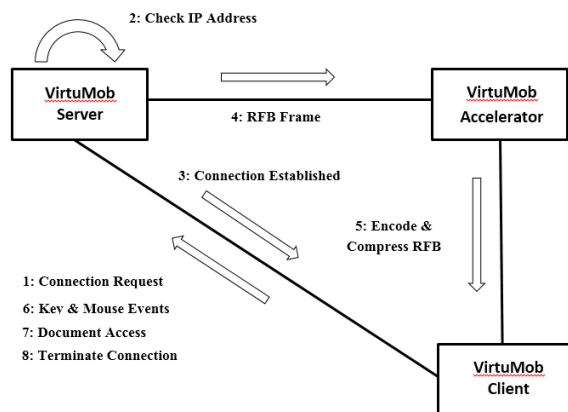 2: Check IP Address
VirtuMob
Server
VirtuMob
Accelerator
4: RFB Frame
3: Connection Established
5: Encode &
Compress RFB
1: Connection Request
6: Key & Mouse Events
7: Document Access
8: Terminate Connection
VirtuMob
Client